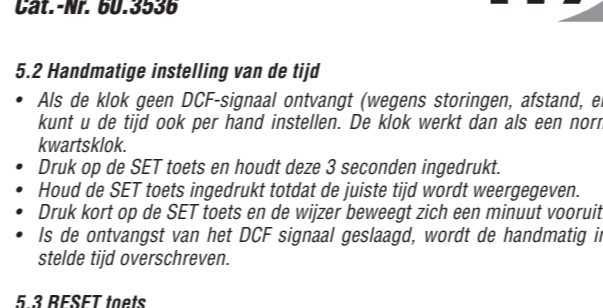 Cat.-Nr. 60.3536
5.2 Handmatige instelling van de tijd
• Als de klok geen DCF-signaal ontvangt (wegens storingen, afstand,
kunt u de tijd ook per hand instellen. De klok werkt dan als een
kwartsklok.
• Druk op de SET toets en houdt deze 3 seconden ingedrukt.
• Houd de SET toets ingedrukt totdat de juiste tijd wordt weergegeven.
• Druk kort op de SET toets en de wijzer beweegt zich een minuut vooruit.
• Is de ontvangst van het DCF signaal geslaagd, wordt de handmatig
stelde tijd overschreven.
5.3 RESET toets